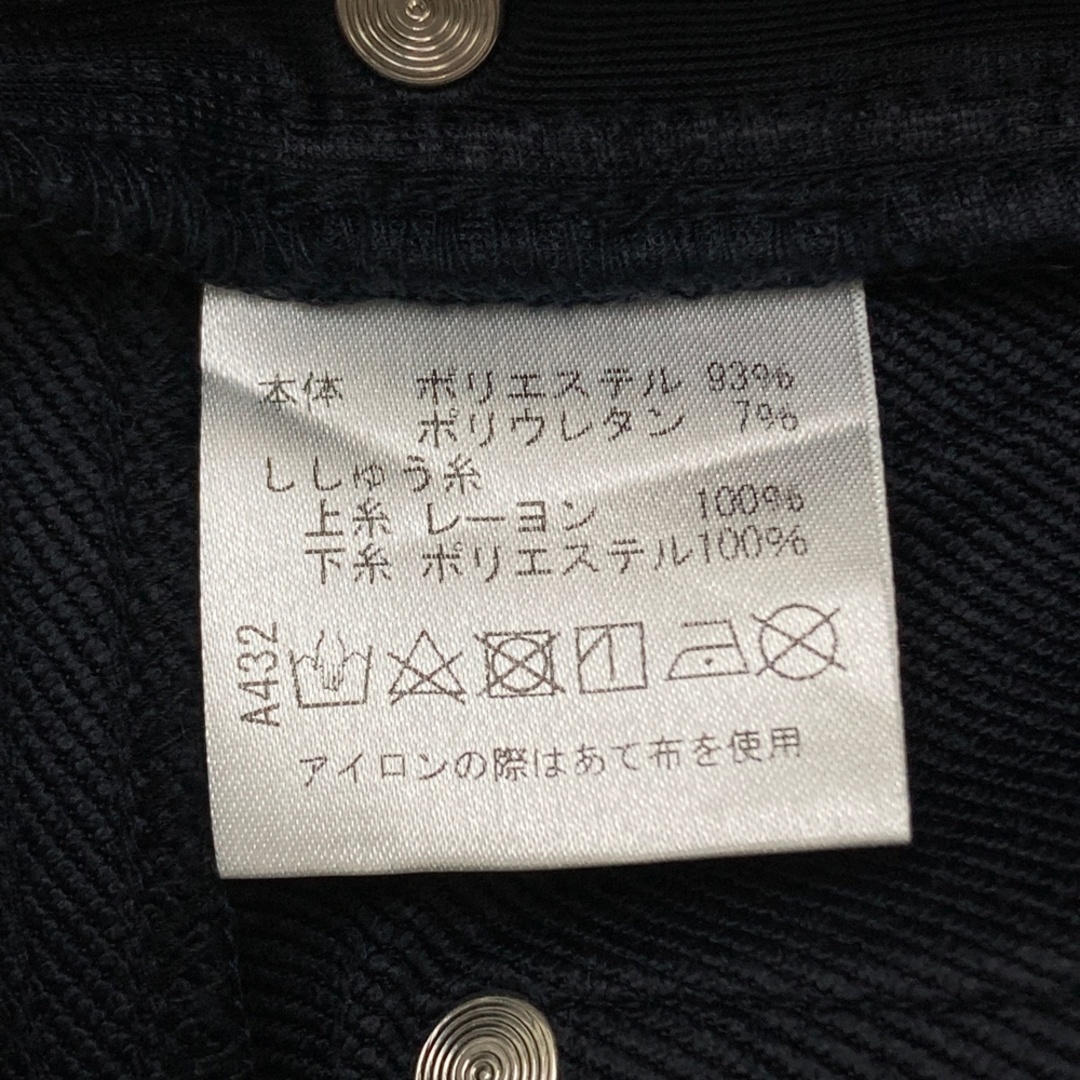 本体 ポリエステル 93%
ポリウレタン 7%
ししゅう糸
上糸 レーヨン 100%
下糸 ポリエステル100%
A432
アイロンの際はあて布を使用